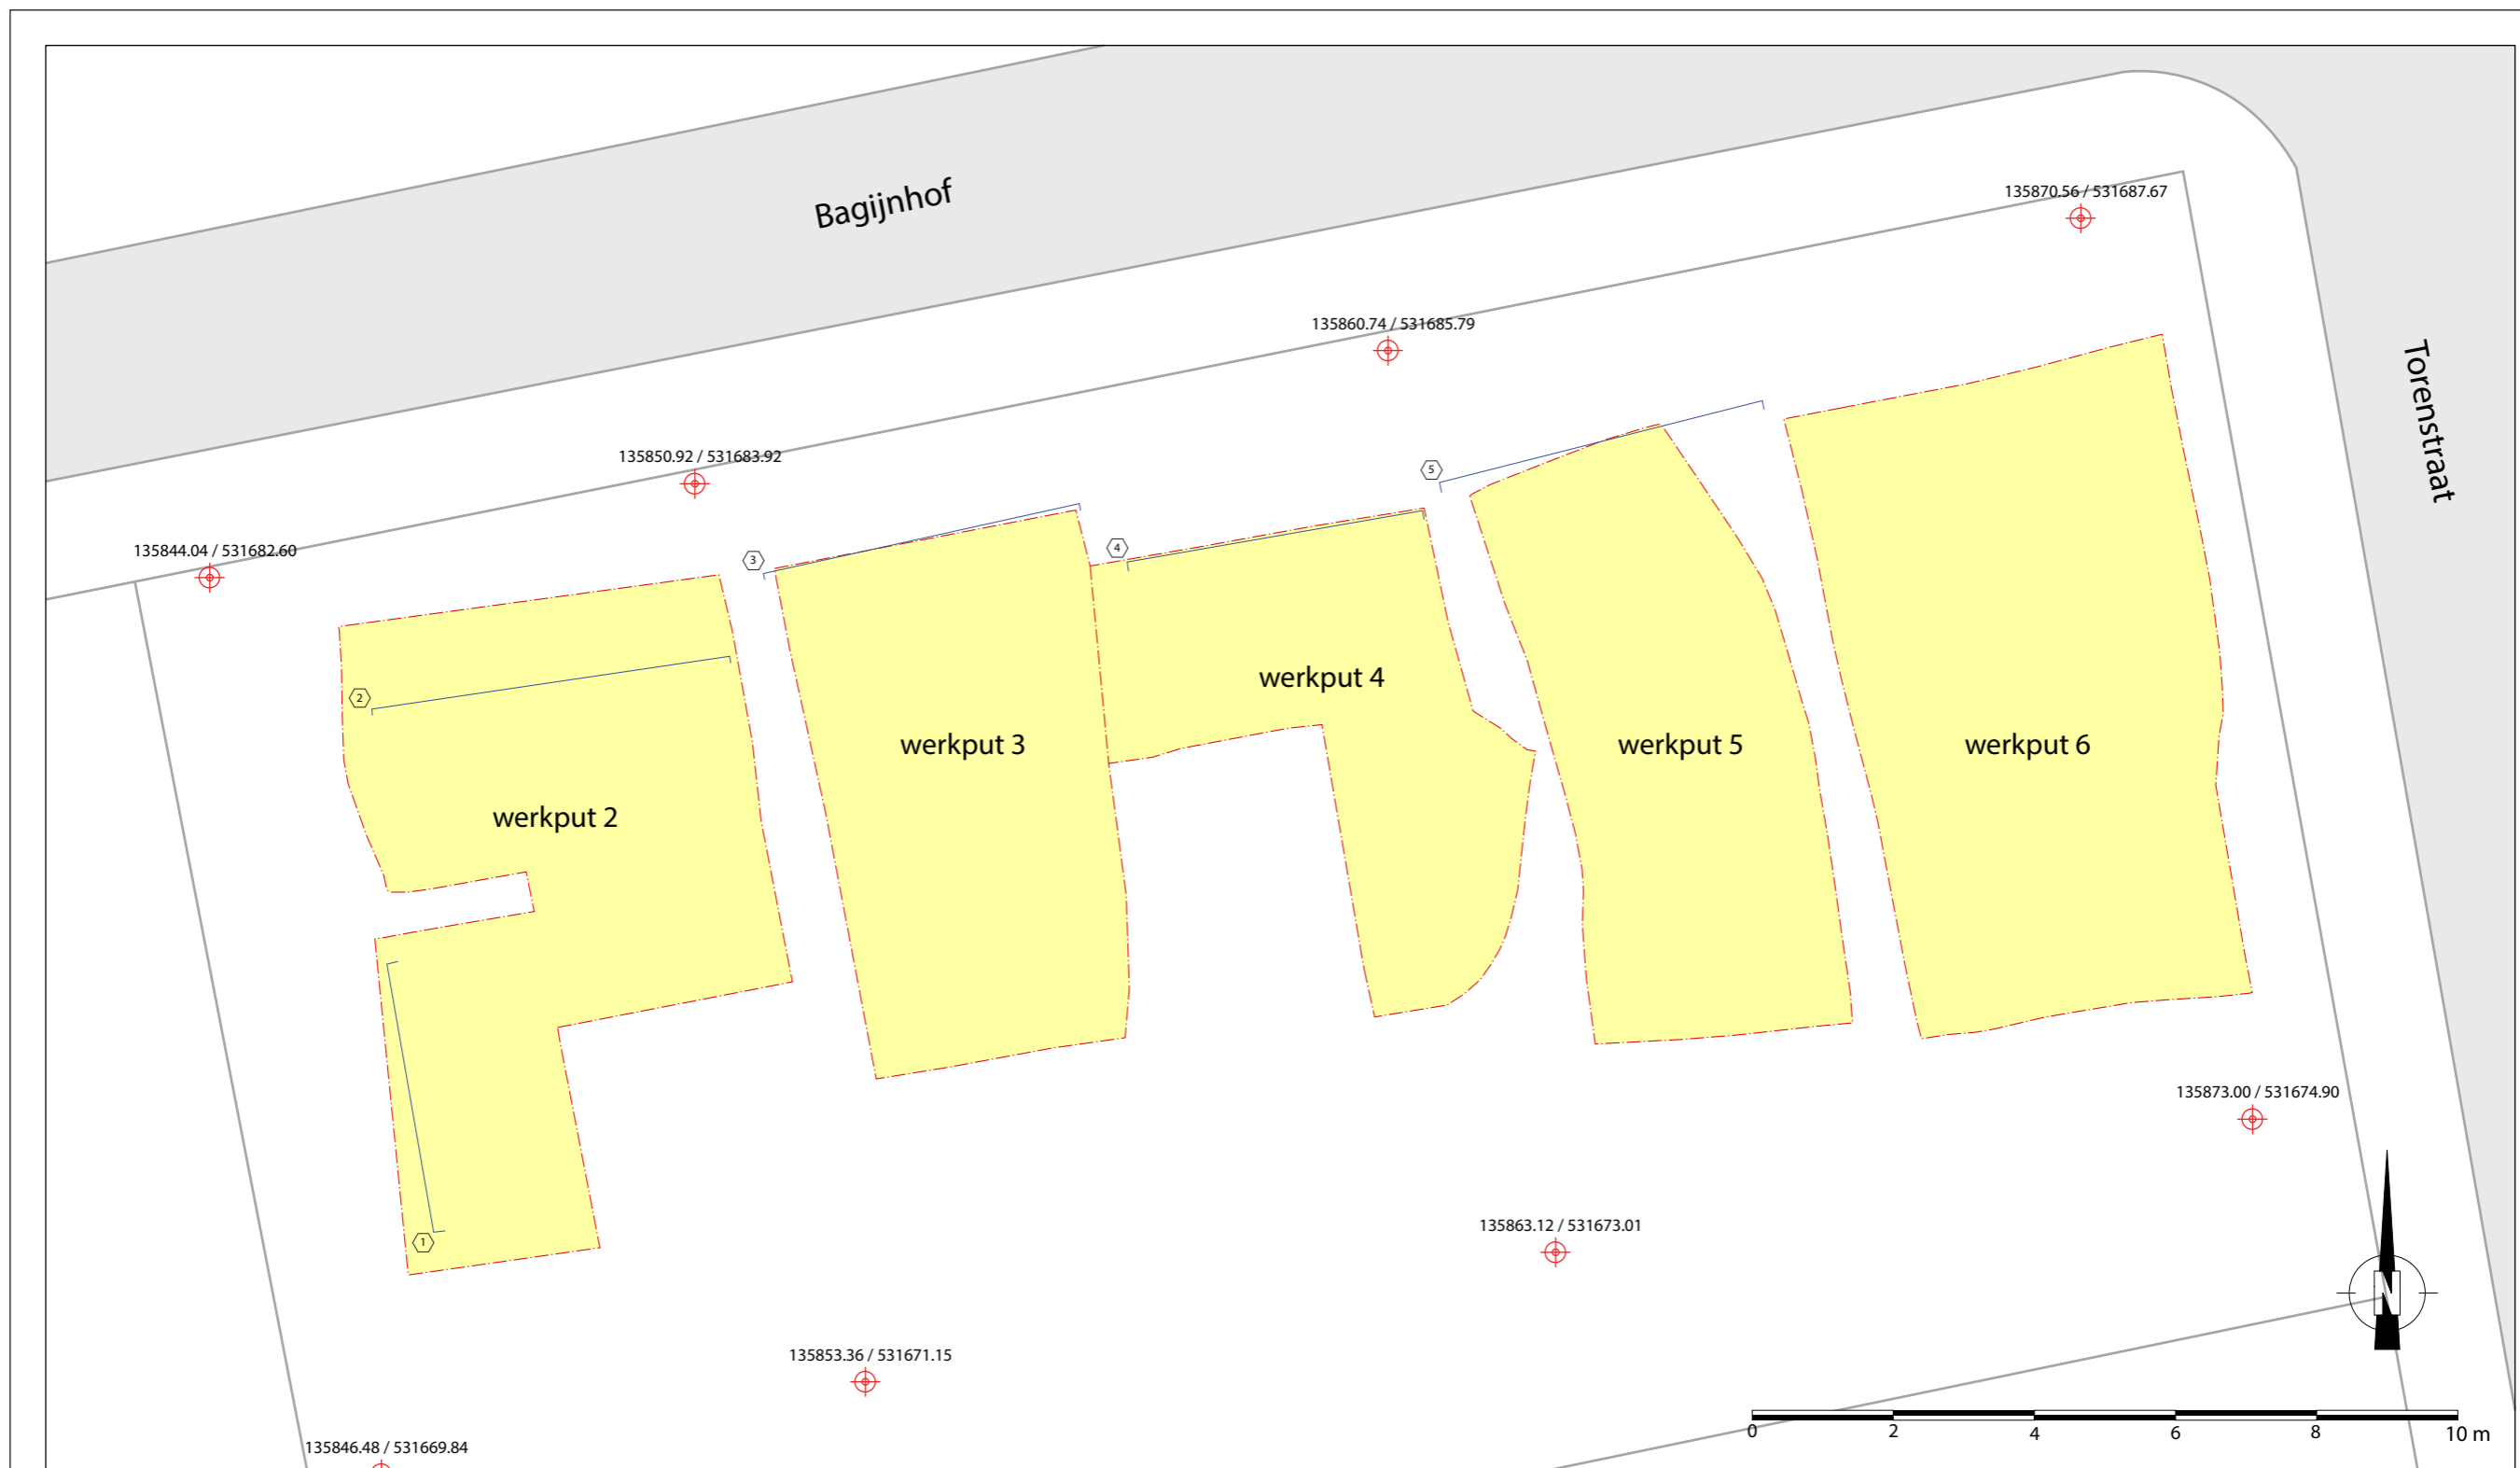 Bagijnhof
Torenstraat
135870.56 / 531687.67
135860.74 / 531685.79
135850.92 / 531683.92
135844.04 / 531682.60
5
4
3
2
werkput 4
werkput 3
werkput 5
werkput 6
werkput 2
1
135873.00 / 531674.90
135863.12 / 531673.01
135853.36 / 531671.15
135846.48 / 531669.84
N
0 2 4 6 8 10 m